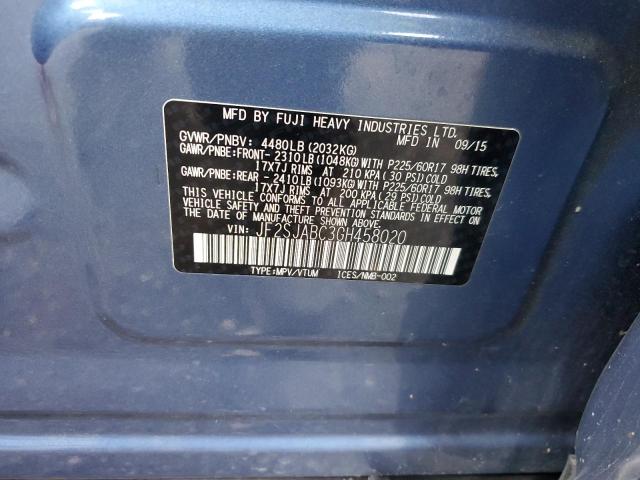 MFD BY FUJI HEAVY INDUSTRIES LTD.
MFD IN 09/15
GVWR/PNBV: 4480LB(2032KG)
GAWR/PNBE:FRONT- 2310LB(1048KG)WITH P225/60R17 98H TIRES,
17X7J RIMS AT 210 KPA(30 PSI)COLD
GAWR/PNBE:REAR - 2410LB(1093KG)WITH P225/60R17 98H TIRES,
17X7J RIMS AT 200 KPA(29 PSI)COLD
THIS VEHICLE CONFORMS TO ALL APPLICABLE FEDERAL MOTOR
VEHICLE SAFETY AND THEFT PREVENTION STANDARDS IN EFFECT ON
THE DATE OF MANUFACTURE SHOWN ABOVE.
VIN: JF2SJABC3GH458020
TYPE:MPV/VTUM ICES/NMB-002